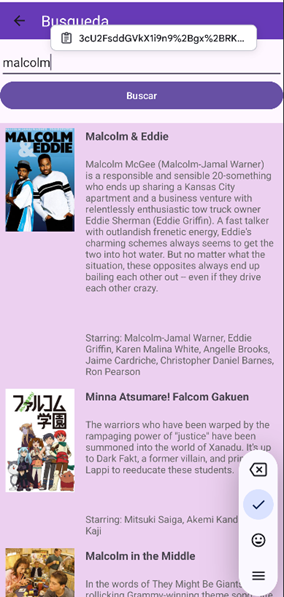 Busqueda
3cU2FsddGVkX1i9n9%2Bgx%2BRK...
malcolm
Buscar
MALCOLM
& EDDIE
Malcolm & Eddie
Malcolm McGee (Malcolm-Jamal Warner)
is a responsible and sensible 20-something
who ends up sharing a Kansas City
apartment and a business venture with
relentlessly enthusiastic tow truck owner
Eddie Sherman (Eddie Griffin). A fast talker
with outlandish frenetic energy, Eddie's
charming schemes always seems to get the
two into hot water. But no matter what the
situation, these opposites always end up
bailing each other out – even if they drive
each other crazy.
Starring: Malcolm-Jamal Warner, Eddie
Griffin, Karen Malina White, Angelle Brooks,
Jaime Cardriche, Christopher Daniel Barnes,
Ron Pearson
ファルコム
学園
Minna Atsumare! Falcom Gakuen
The warriors who have been warped by the
rampaging power of "justice" have been
summoned into the world of Xanadu. It's up
to Dark Fakt, a former villain, and prin
Lappi to reeducate these students.
Starring: Mitsuki Saiga, Akemi Kand
Kaji
Malcolm in the Middle
In the words of They Might Be Giants
rollicking Grammy-winning theme song